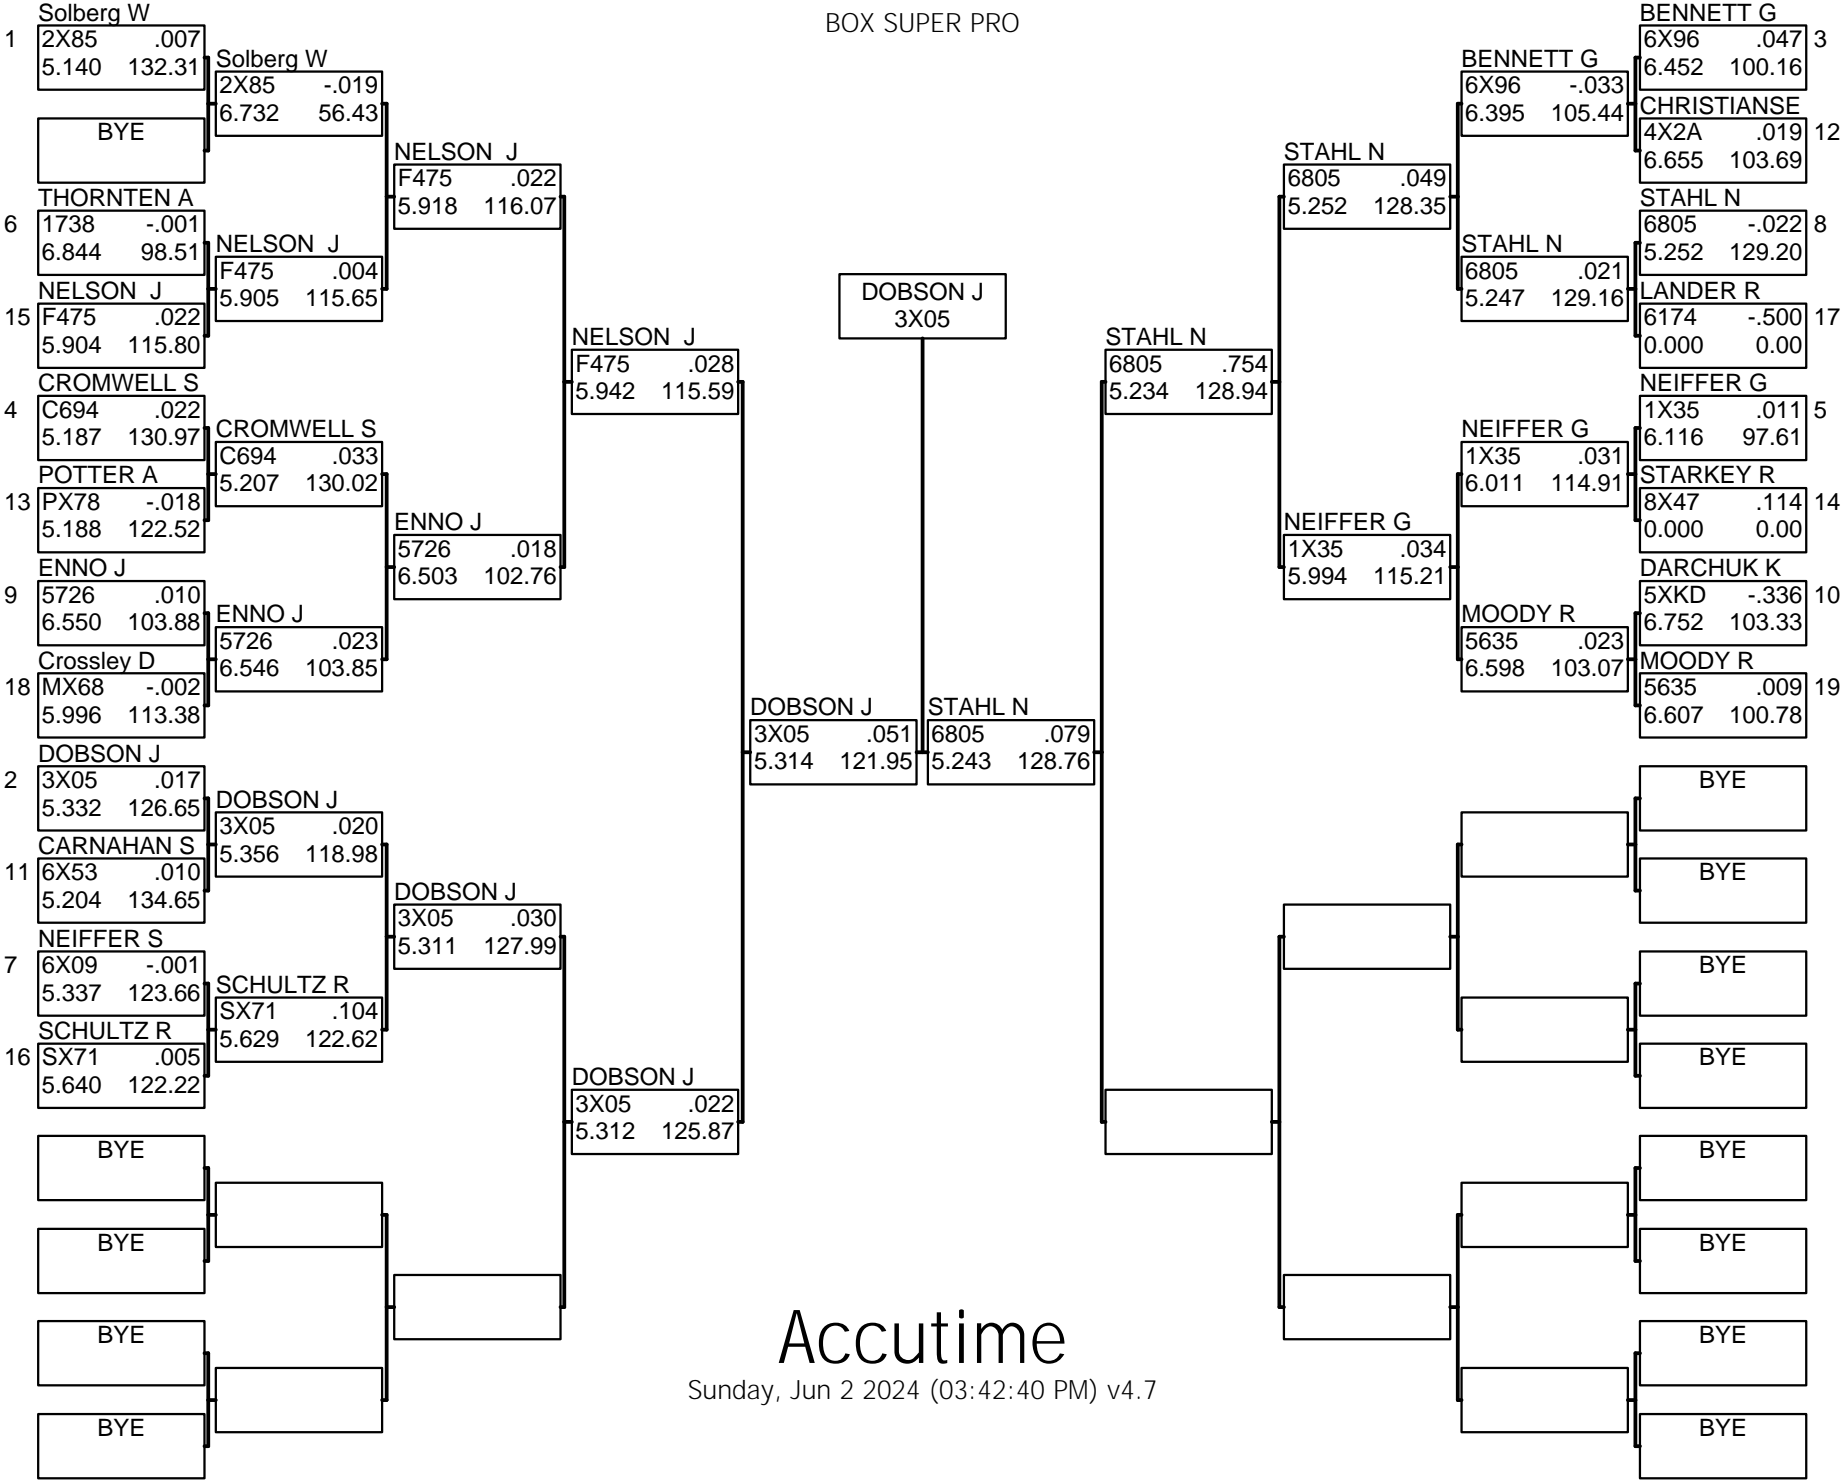 BOX SUPER PRO
Solberg W
1 2X85 .007
5.140 132.31
BYE
THORNTEN A
6 1738 -.001
6.844 98.51
NELSON J
15 F475 .022
5.904 115.80
CROMWELL S
4 C694 .022
5.187 130.97
POTTER A
13 PX78 -.018
5.188 122.52
ENNO J
9 5726 .010
6.550 103.88
Crossley D
18 MX68 -.002
5.996 113.38
DOBSON J
2 3X05 .017
5.332 126.65
CARNAHAN S
11 6X53 .010
5.204 134.65
NEIFFER S
7 6X09 -.001
5.337 123.66
SCHULTZ R
16 SX71 .005
5.640 122.22
BYE
BYE
BYE
BYE
Solberg W
2X85 -.019
6.732 56.43
NELSON J
F475 .004
5.905 115.65
CROMWELL S
C694 .033
5.207 130.02
ENNO J
5726 .023
6.546 103.85
DOBSON J
3X05 .020
5.356 118.98
SCHULTZ R
SX71 .104
5.629 122.62
NELSON J
F475 .022
5.918 116.07
ENNO J
5726 .018
6.503 102.76
DOBSON J
3X05 .030
5.311 127.99
NELSON J
F475 .028
5.942 115.59
DOBSON J
3X05 .022
5.312 125.87
DOBSON J
3X05 .051
5.314 121.95
DOBSON J
3X05
STAHL N
6805 .079
5.243 128.76
STAHL N
6805 .754
5.234 128.94
STAHL N
6805 .049
5.252 128.35
NEIFFER G
1X35 .034
5.994 115.21
BENNETT G
6X96 -.033
6.395 105.44
STAHL N
6805 .021
5.247 129.16
NEIFFER G
1X35 .031
6.011 114.91
MOODY R
5635 .023
6.598 103.07
BENNETT G
6X96 .047 3
6.452 100.16
CHRISTIANSE
4X2A .019 12
6.655 103.69
STAHL N
6805 -.022 8
5.252 129.20
LANDER R
6174 -.500 17
0.000 0.00
NEIFFER G
1X35 .011 5
6.116 97.61
STARKEY R
8X47 .114 14
0.000 0.00
DARCHUK K
5XKD -.336 10
6.752 103.33
MOODY R
5635 .009 19
6.607 100.78
BYE
BYE
BYE
BYE
BYE
BYE
BYE
BYE
Accutime
Sunday, Jun 2 2024 (03:42:40 PM) v4.7